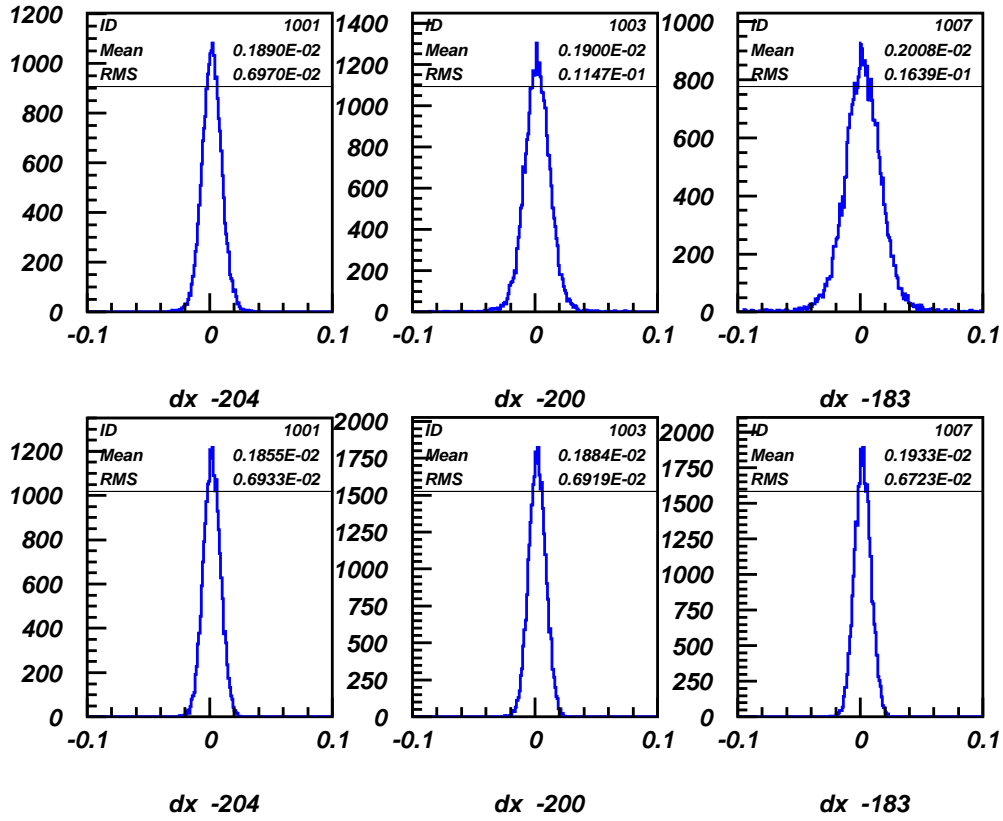 ID 1001
Mean 0.1890E-02
RMS 0.6970E-02
1200
1000
800
600
400
200
0
-0.1 0 0.1
dx -204
ID 1003
Mean 0.1900E-02
RMS 0.1147E-01
1400
1200
1000
800
600
400
200
0
-0.1 0 0.1
dx -200
ID 1007
Mean 0.2008E-02
RMS 0.1639E-01
1000
800
600
400
200
0
-0.1 0 0.1
dx -183
ID 1001
Mean 0.1855E-02
RMS 0.6933E-02
1200
1000
800
600
400
200
0
-0.1 0 0.1
dx -204
ID 1003
Mean 0.1884E-02
RMS 0.6919E-02
2000
1750
1500
1250
1000
750
500
250
0
-0.1 0 0.1
dx -200
ID 1007
Mean 0.1933E-02
RMS 0.6723E-02
2000
1750
1500
1250
1000
750
500
250
0
-0.1 0 0.1
dx -183